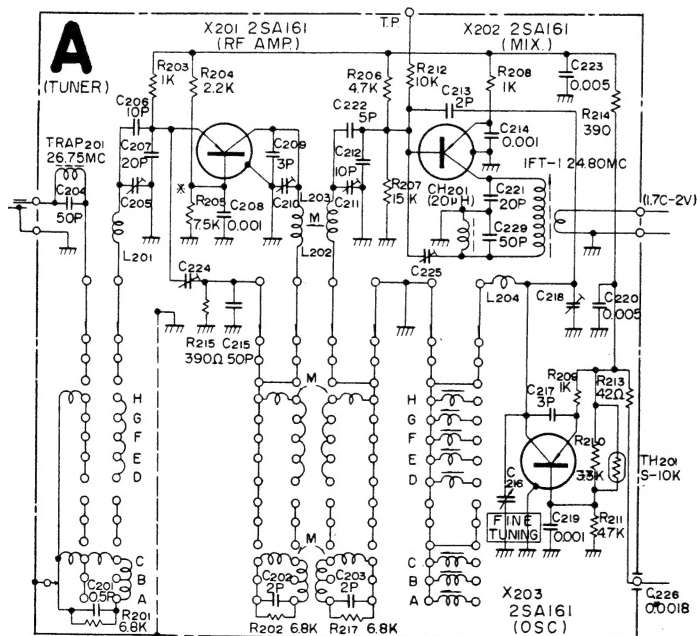 A
(TUNER)
X201 2SA161
(RF AMP.)
T.P.
X202 2SA161
(MIX.)
R203
1K
R204
2.2K
R206
4.7K
R212
10K
C213
2P
R208
1K
C223
0.005
R214
390
C206
10P
C222
5P
TRAP201
26.75MC
C207
20P
C209
3P
C212
10P
C214
0.001
IFT-1 24.80MC
C204
50P
C205
*
R205
7.5K
C208
0.001
C210
L203
M
L202
C211
R207
15K
CH201
(20μH)
C221
20P
C229
50P
(1.7C-2V)
L201
C224
C225
L204
C218
C220
0.005
R215
390Ω
C215
50P
M
H
G
F
E
D
H
G
F
E
D
C217
3P
R209
1K
R213
42Ω
R210
3.3K
TH201
S-10K
C216
FINE
TUNING
C219
0.001
R211
4.7K
M
C
B
A
C201
0.5P
R201
6.8K
C202
2P
C203
2P
R202 6.8K
R217 6.8K
C
B
A
X203
2SA161
(OSC)
C226
0.0018